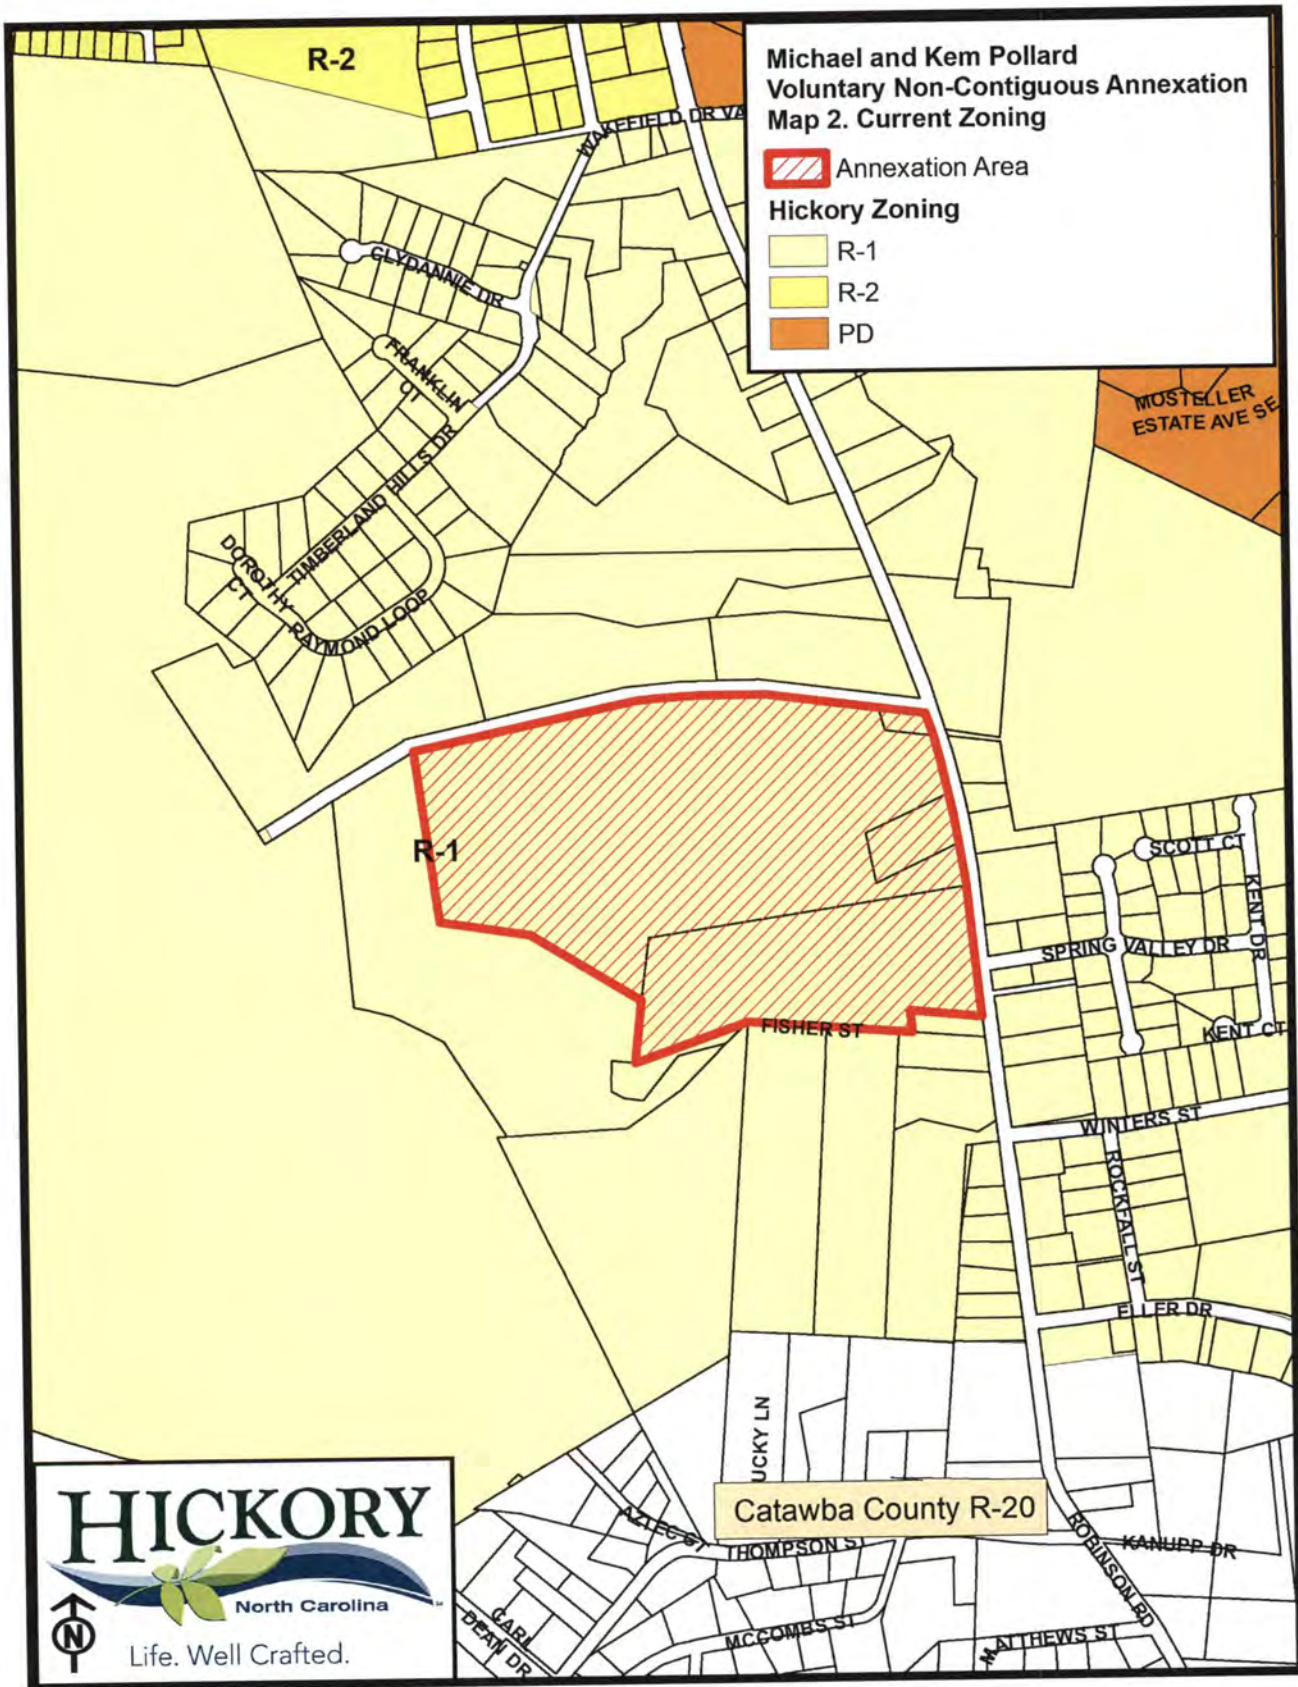 R-2
Michael and Kem Pollard
Voluntary Non-Contiguous Annexation
Map 2. Current Zoning
Annexation Area
Hickory Zoning
R-1
R-2
PD
WAKEFIELD DR VA
CLYDANNIE DR
FRANKLIN
CT
MOSTELLER
ESTATE AVE SE
TIMBERLAND HILLS DR
DOROTHY
CT
RAYMOND LOOP
R-1
SCOTT CT
KENT DR
SPRING VALLEY DR
FISHER ST
KENT CT
WINTERS ST
ROCKFALL ST
ELLER DR
UCKY LN
Catawba County R-20
AZTEC
THOMPSON ST
ROBINSON RD
KANUPP DR
CARL
DEAN DR
MCCOMBS ST
MATTHEWS ST
HICKORY
North Carolina
N
Life. Well Crafted.